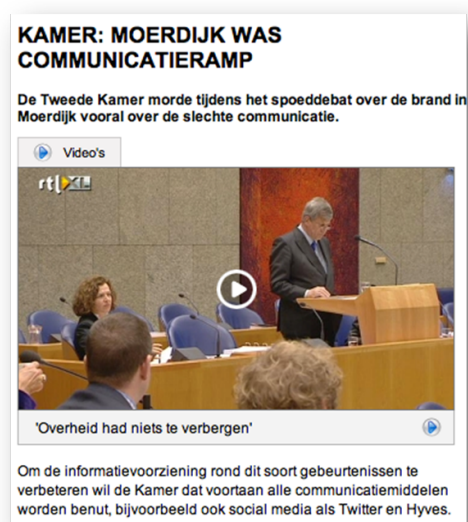 KAMER: MOERDIJK WAS
COMMUNICATIERAMP
De Tweede Kamer morde tijdens het spoeddebat over de brand in
Moerdijk vooral over de slechte communicatie.
Video's
rtl XL
'Overheid had niets te verbergen'
Om de informatievoorziening rond dit soort gebeurtenissen te
verbeteren wil de Kamer dat voortaan alle communicatiemiddelen
worden benut, bijvoorbeeld ook social media als Twitter en Hyves.